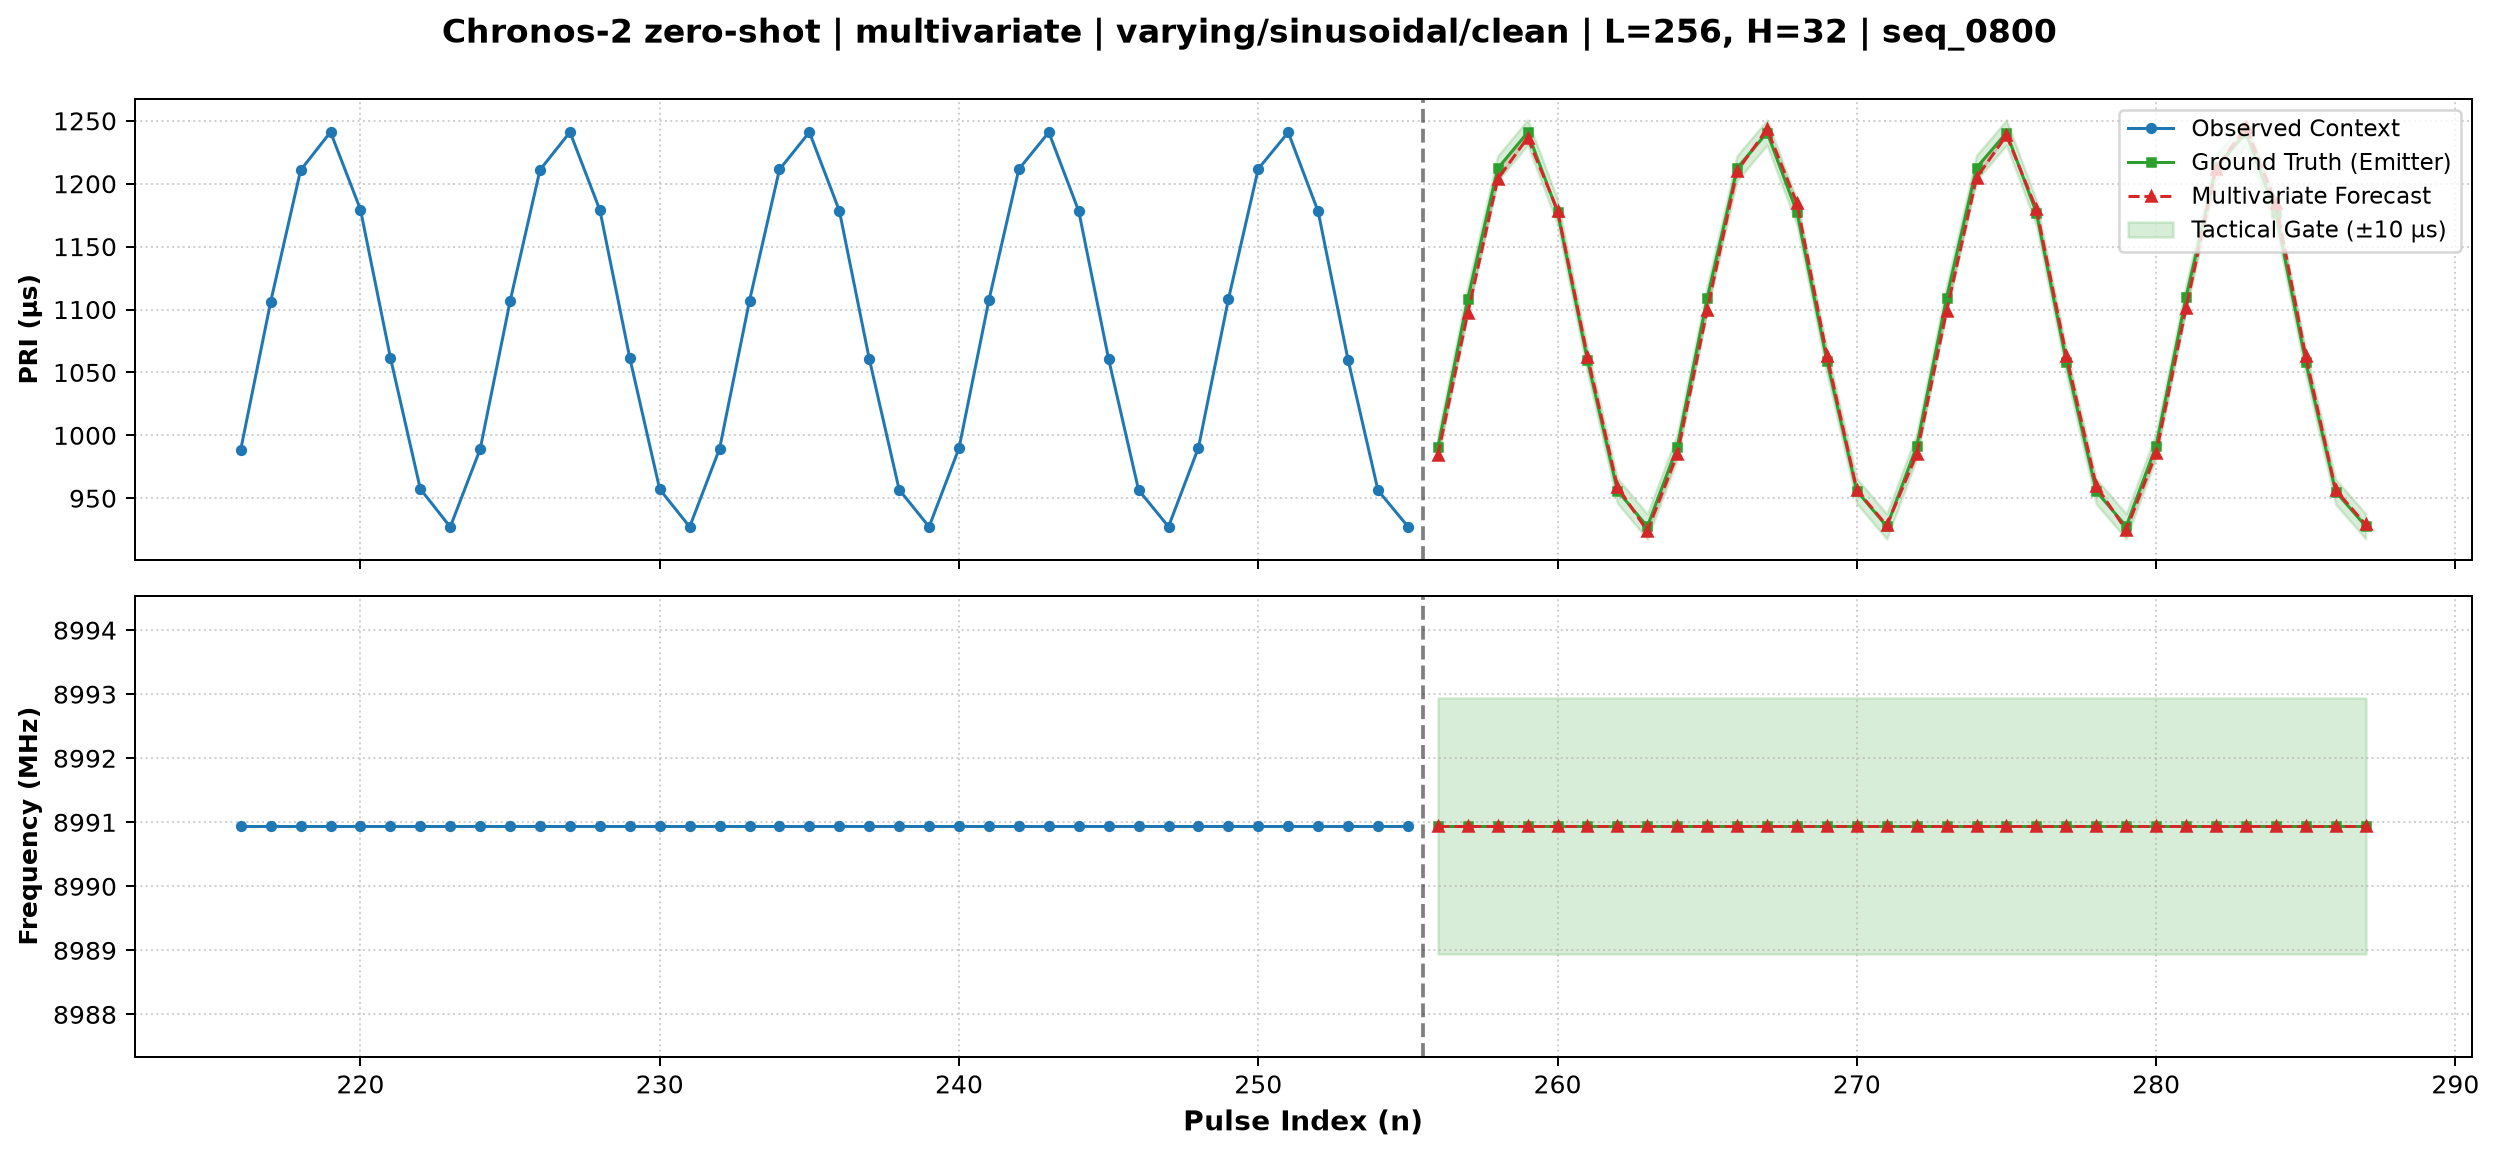 Chronos-2 zero-shot | multivariate | varying/sinusoidal/clean | L=256, H=32 | seq_0800
1250
1200
1150
1100
1050
1000
950
PRI (µs)
Observed Context
Ground Truth (Emitter)
Multivariate Forecast
Tactical Gate (±10 µs)
8994
8993
8992
8991
8990
8989
8988
Frequency (MHz)
220 230 240 250 260 270 280 290
Pulse Index (n)